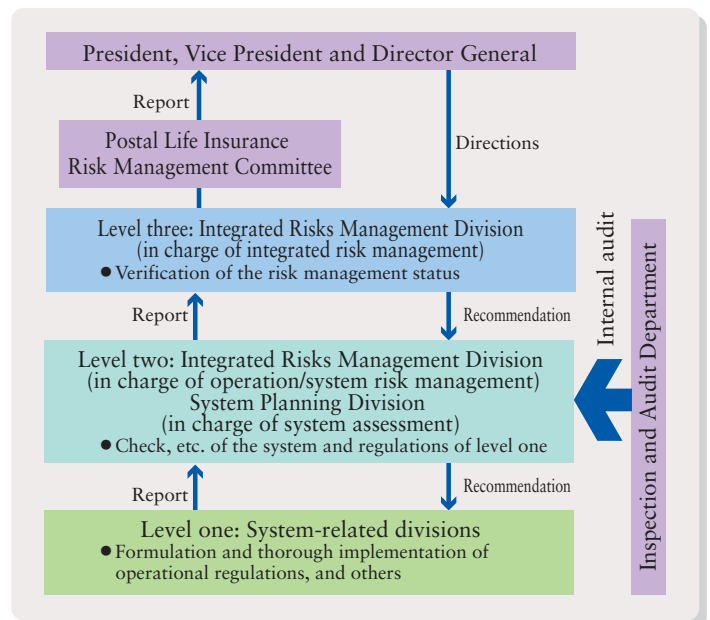 President, Vice President and Director General
Report
Postal Life Insurance
Risk Management Committee
Directions
Level three: Integrated Risks Management Division
(in charge of integrated risk management)
● Verification of the risk management status
Report
Recommendation
Level two: Integrated Risks Management Division
(in charge of operation/system risk management)
System Planning Division
(in charge of system assessment)
● Check, etc. of the system and regulations of level one
Report
Recommendation
Level one: System-related divisions
● Formulation and thorough implementation of
operational regulations, and others
Internal audit
Inspection and Audit Department